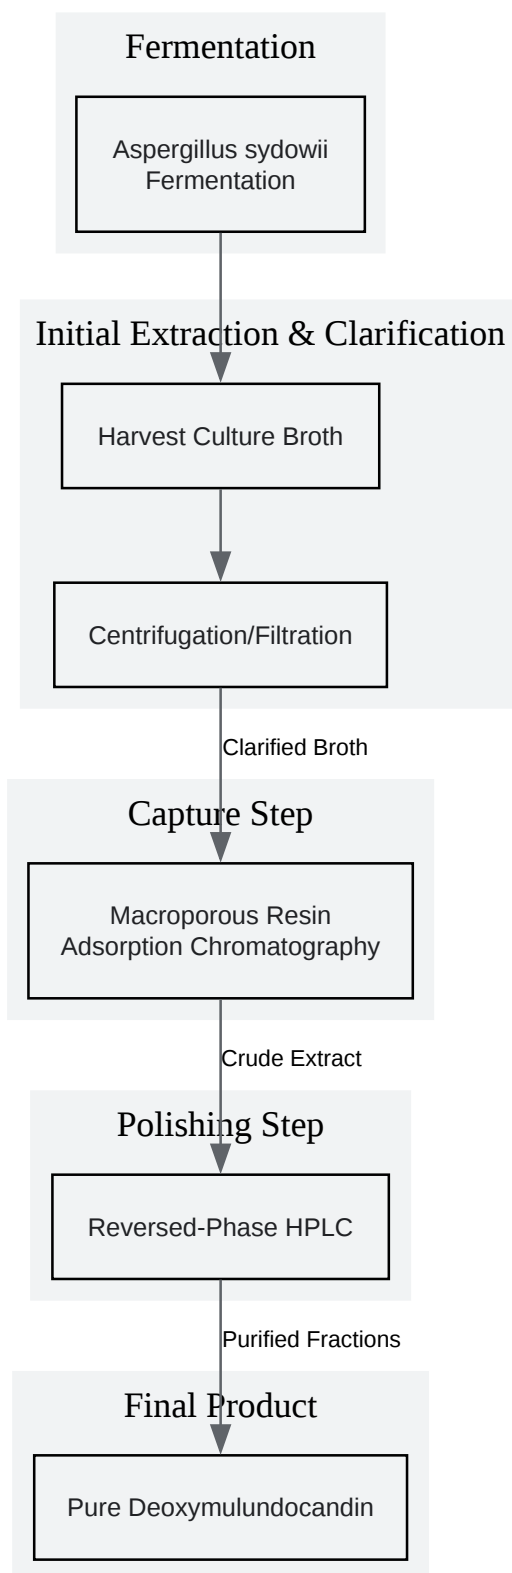 Fermentation
Aspergillus sydowii
Fermentation
Initial Extraction & Clarification
Harvest Culture Broth
Centrifugation/Filtration
Clarified Broth
Capture Step
Macroporous Resin
Adsorption Chromatography
Crude Extract
Polishing Step
Reversed-Phase HPLC
Purified Fractions
Final Product
Pure Deoxymulundocandin